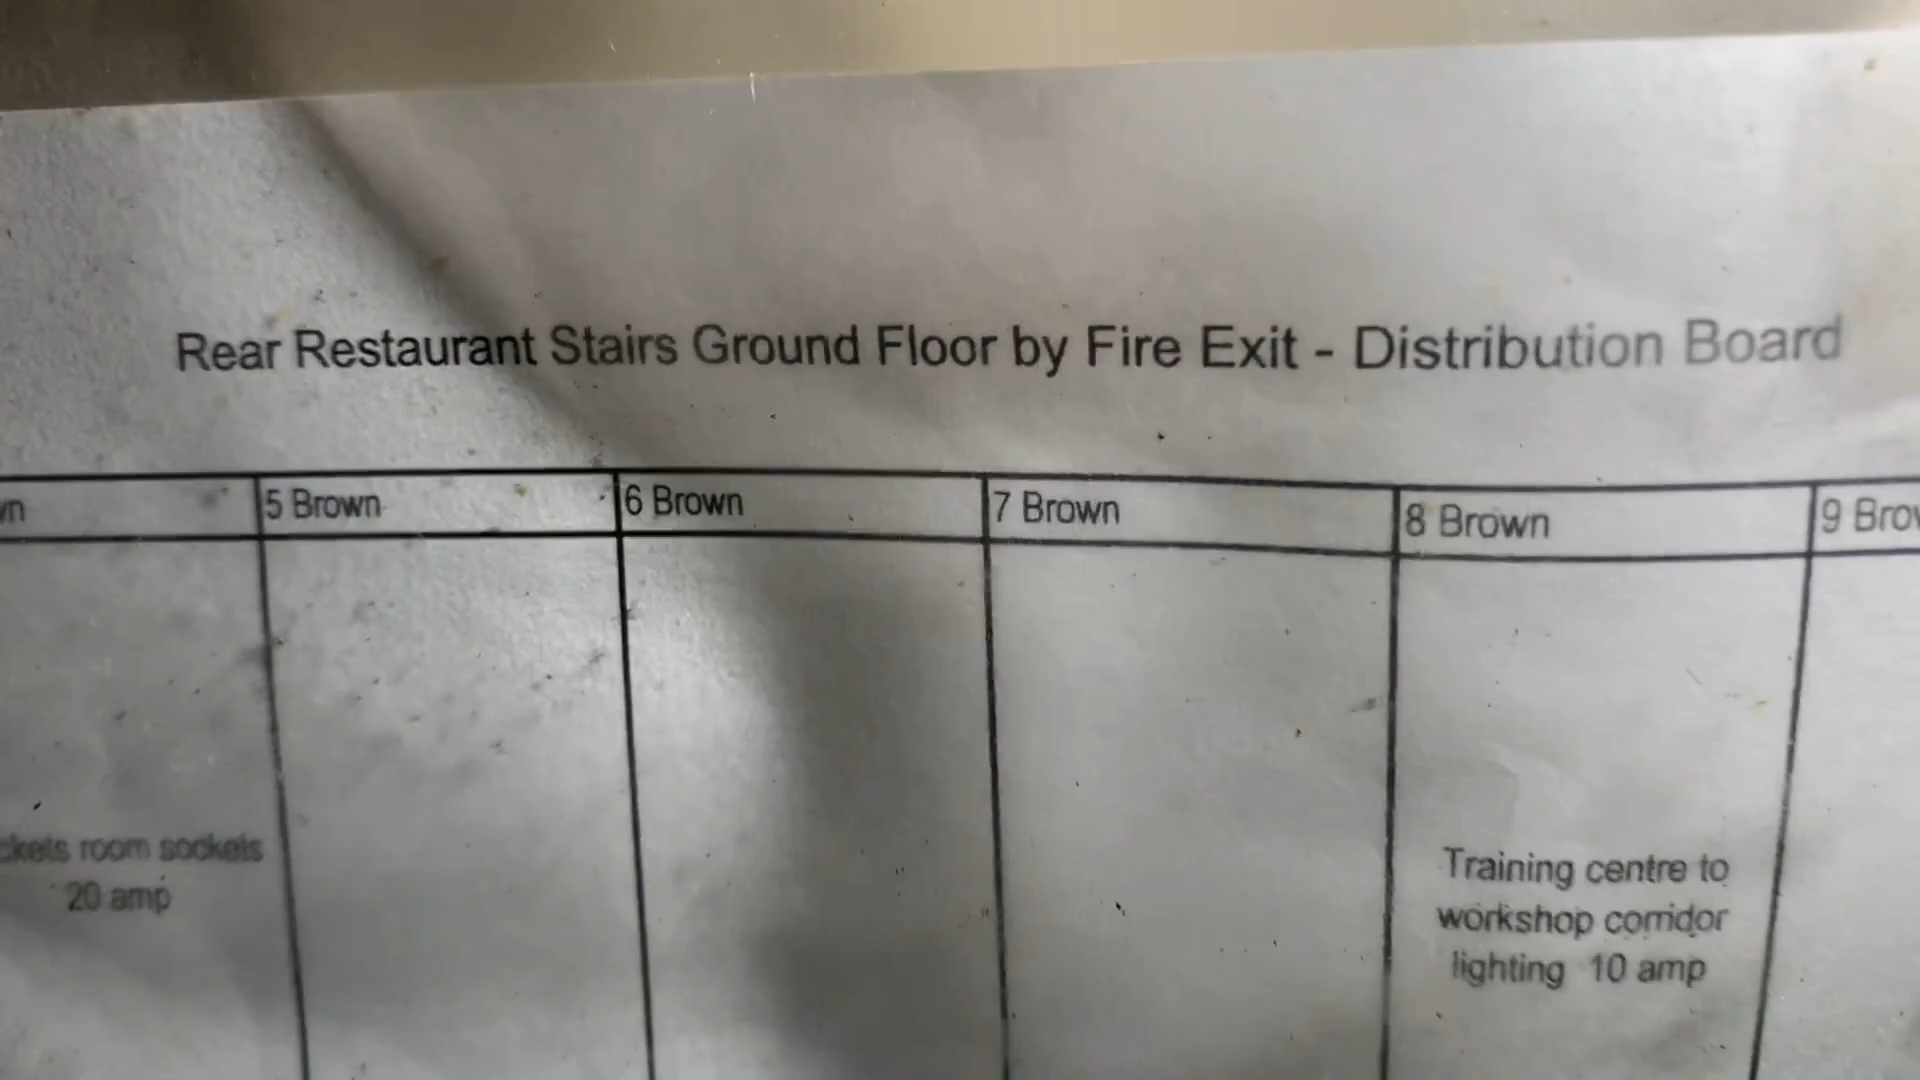 Rear Restaurant Stairs Ground Floor by Fire Exit - Distribution Board
5 Brown
6 Brown
7 Brown
8 Brown
9
room sockets
20 amp
Training centre to
workshop corridor
lighting 10 amp